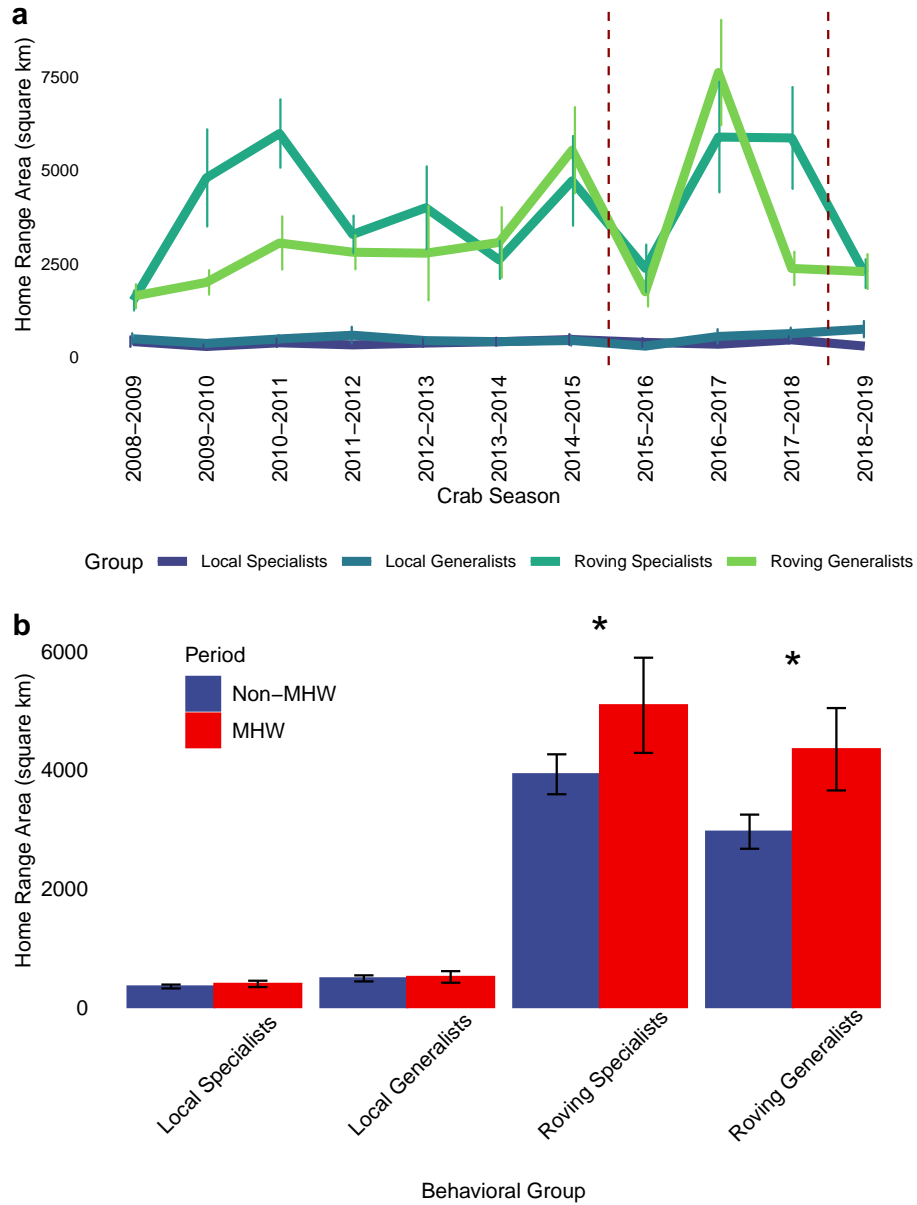 a
Home Range Area (square km)
7500
5000
2500
0
2008–2009
2009–2010
2010–2011
2011–2012
2012–2013
2013–2014
2014–2015
2015–2016
2016–2017
2017–2018
2018–2019
Crab Season
Group Local Specialists Local Generalists Roving Specialists Roving Generalists
b
Home Range Area (square km)
6000
4000
2000
0
Period
Non−MHW
MHW
*
*
Local Specialists
Local Generalists
Roving Specialists
Roving Generalists
Behavioral Group